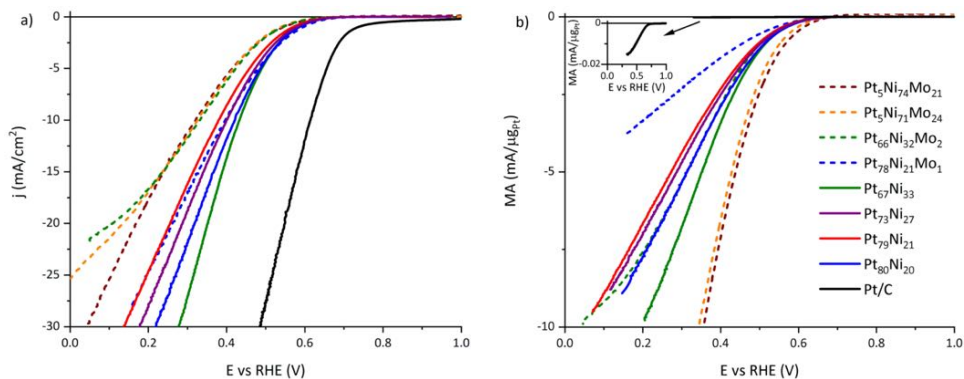 a)
0
-5
-10
-15
-20
-25
-30
j (mA/cm²)
0.0 0.2 0.4 0.6 0.8 1.0
E vs RHE (V)
b)
0
-5
-10
MA (mA/μgPt)
0.0 0.2 0.4 0.6 0.8 1.0
E vs RHE (V)
0
-0.02
MA (mA/μgPt)
0.0 0.5 1.0
E vs RHE (V)
Pt₅Ni₇₄Mo₂₁
Pt₅Ni₇₁Mo₂₄
Pt₆₆Ni₃₂Mo₂
Pt₇₈Ni₂₁Mo₁
Pt₆₇Ni₃₃
Pt₇₃Ni₂₇
Pt₇₉Ni₂₁
Pt₈₀Ni₂₀
Pt/C